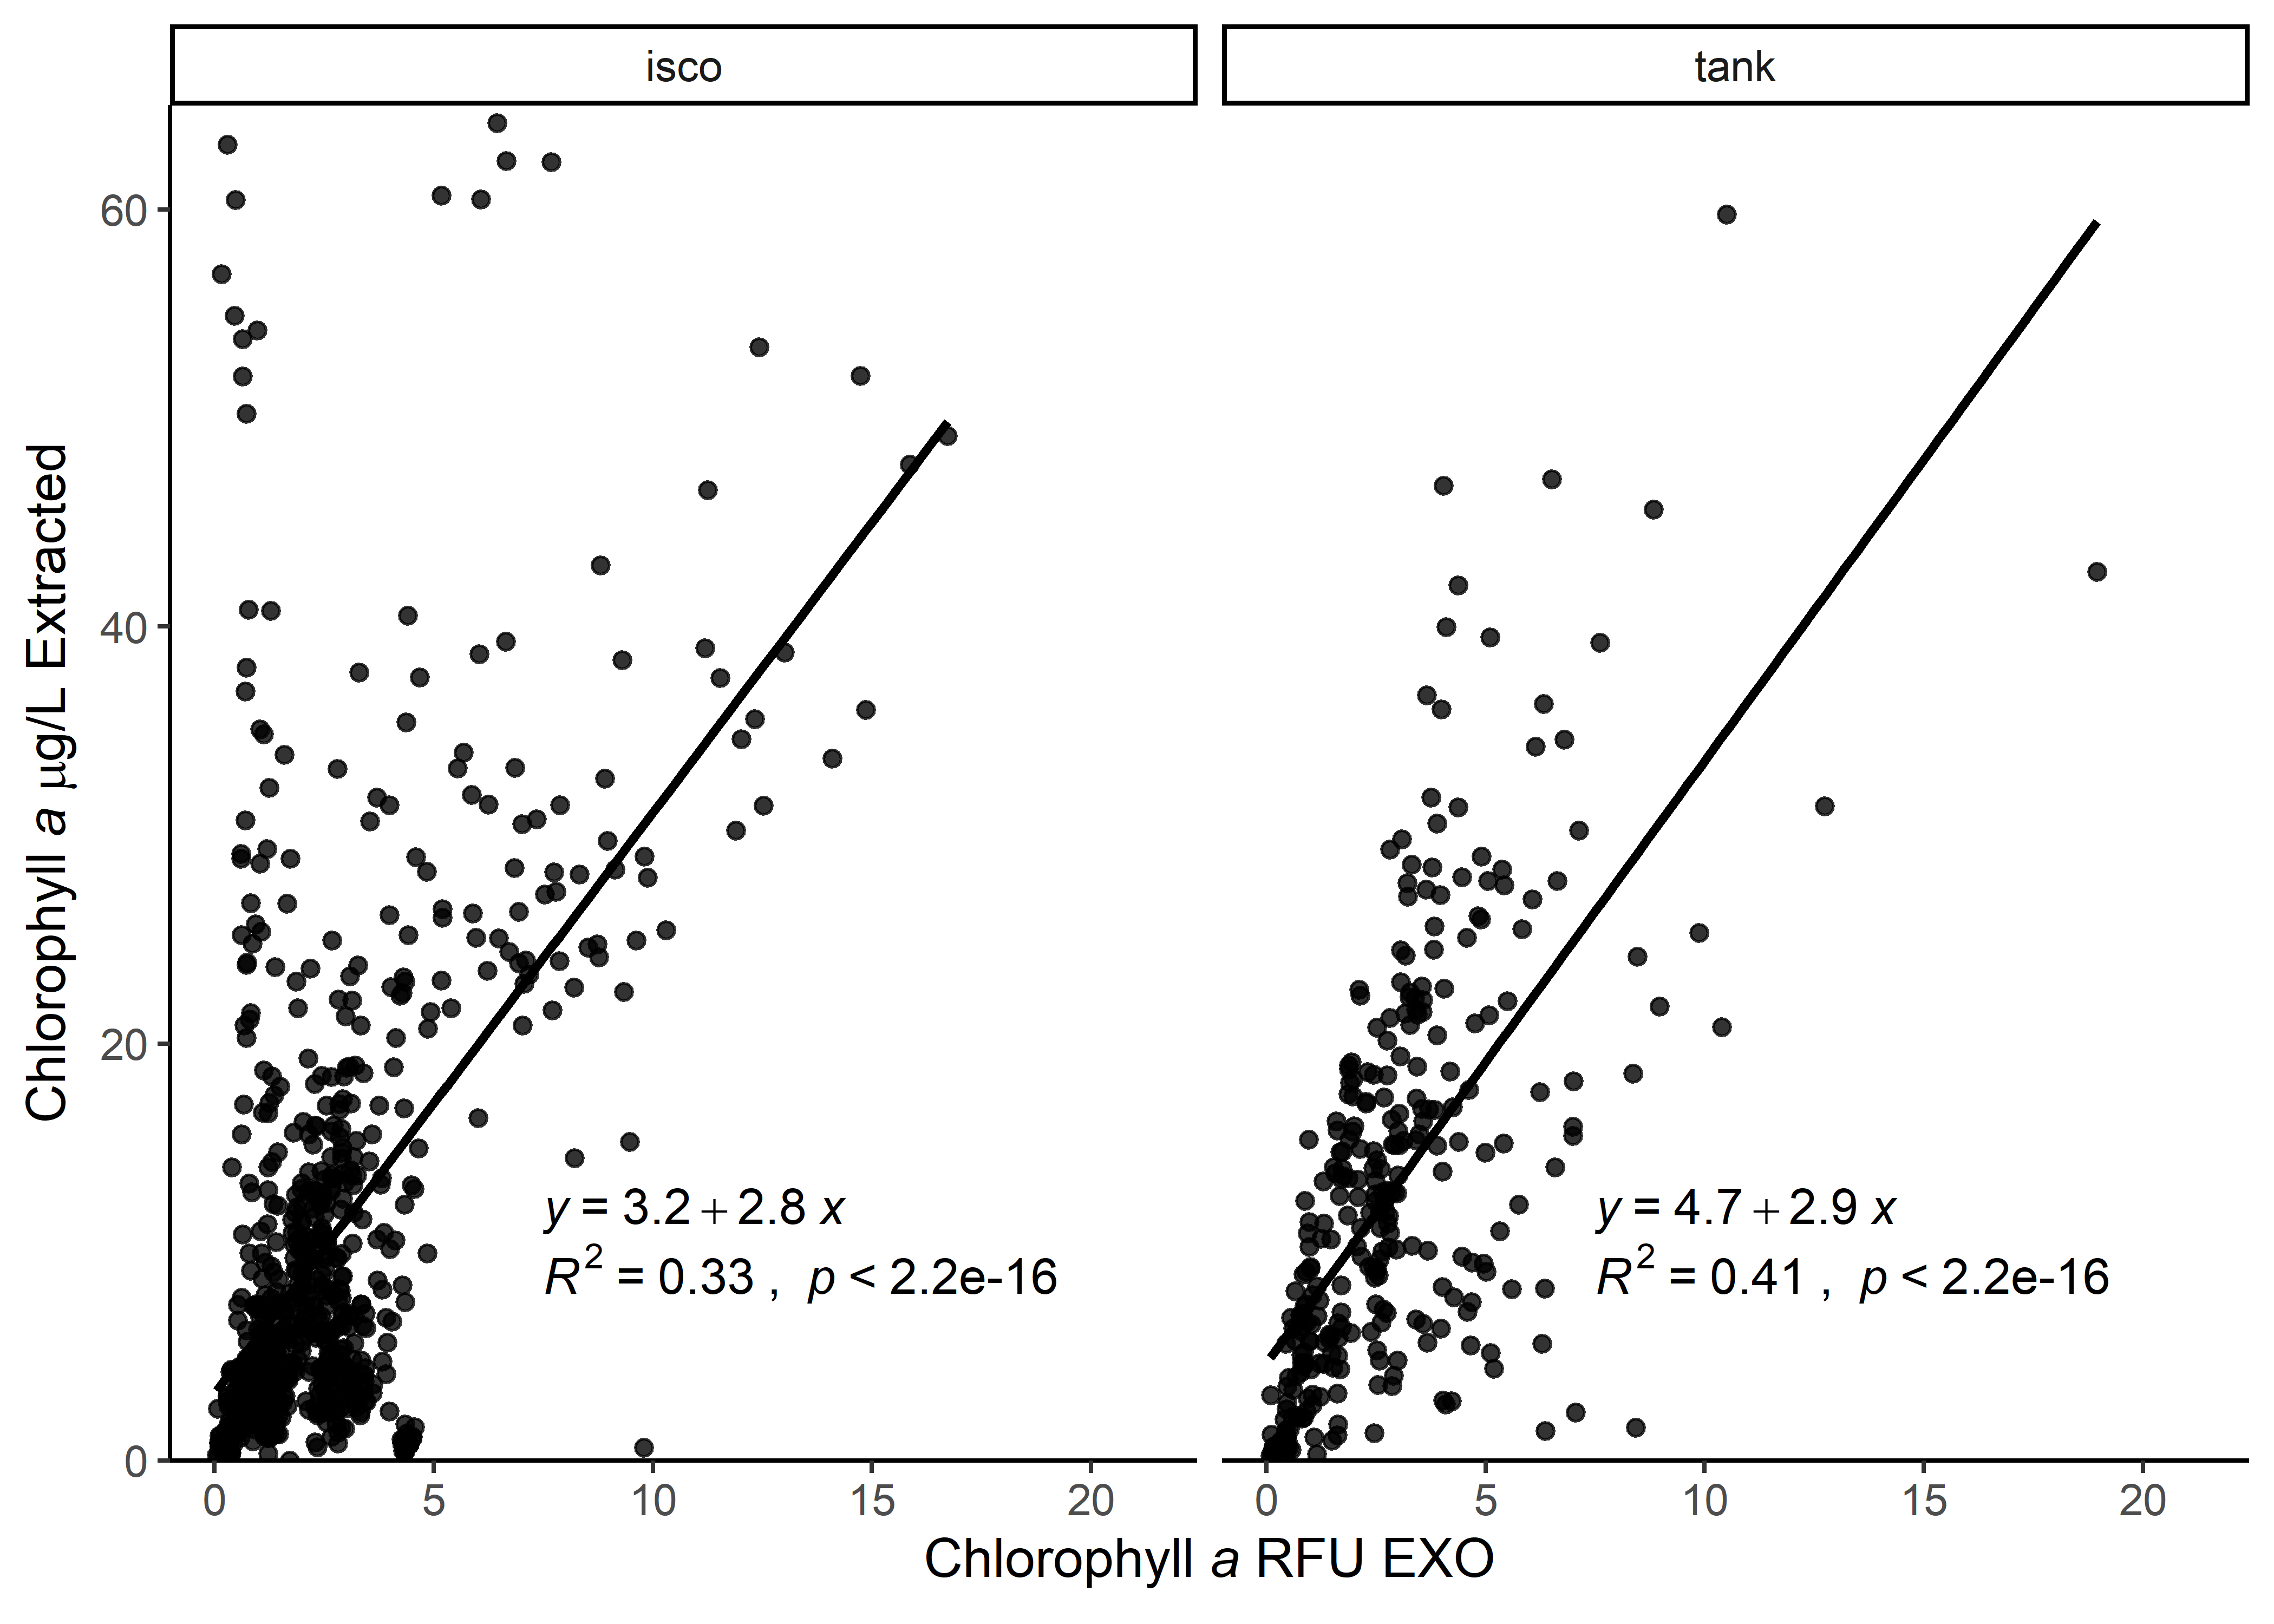 isco
tank
Chlorophyll a μg/L Extracted
60
40
20
0
y = 3.2 + 2.8 x
R² = 0.33 , p < 2.2e-16
y = 4.7 + 2.9 x
R² = 0.41 , p < 2.2e-16
0 5 10 15 20
0 5 10 15 20
Chlorophyll a RFU EXO